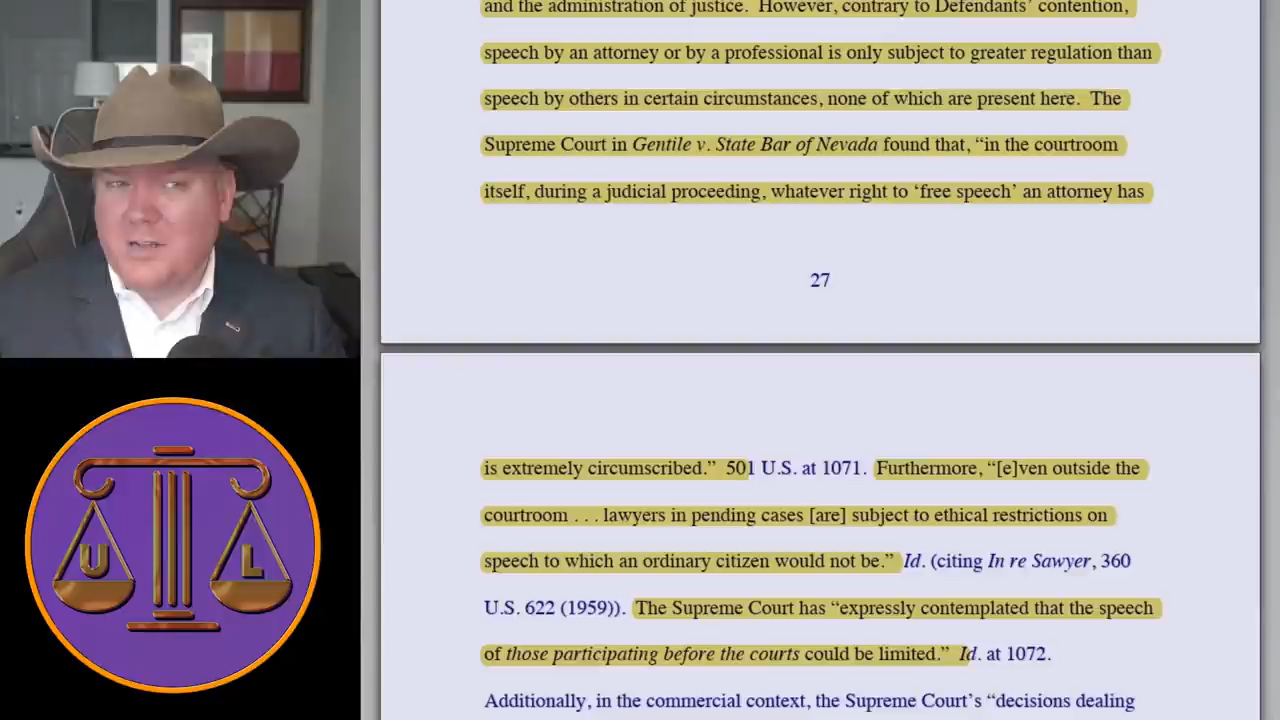 and the administration of justice. However, contrary to Defendants' contention,
speech by an attorney or by a professional is only subject to greater regulation than
speech by others in certain circumstances, none of which are present here. The
Supreme Court in Gentile v. State Bar of Nevada found that, “in the courtroom
itself, during a judicial proceeding, whatever right to ‘free speech’ an attorney has
27
is extremely circumscribed.” 501 U.S. at 1071. Furthermore, “[e]ven outside the
courtroom . . . lawyers in pending cases [are] subject to ethical restrictions on
speech to which an ordinary citizen would not be.” Id. (citing In re Sawyer, 360
U.S. 622 (1959)). The Supreme Court has “expressly contemplated that the speech
of those participating before the courts could be limited.” Id. at 1072.
Additionally, in the commercial context, the Supreme Court’s “decisions dealing
U L